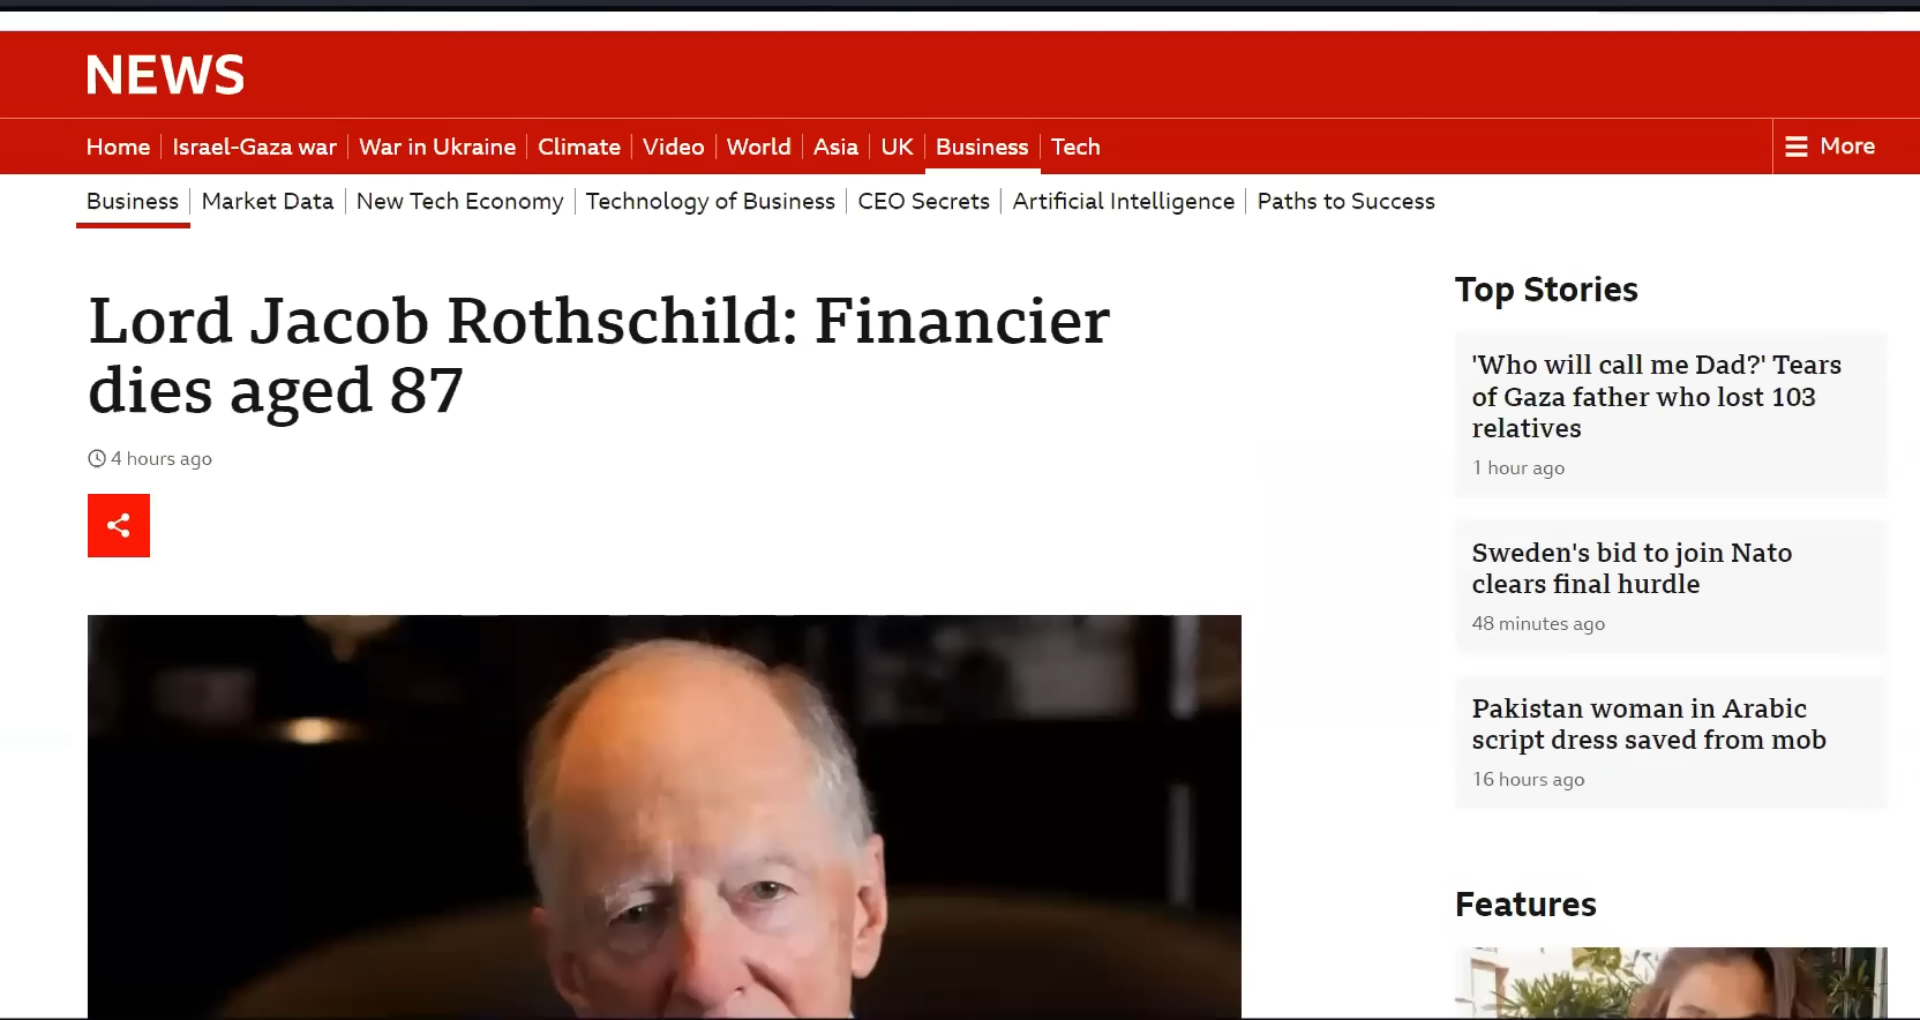 NEWS
Home
Israel-Gaza war
War in Ukraine
Climate
Video
World
Asia
UK
Business
Tech
More
Business
Market Data
New Tech Economy
Technology of Business
CEO Secrets
Artificial Intelligence
Paths to Success
Lord Jacob Rothschild: Financier
dies aged 87
4 hours ago
Top Stories
'Who will call me Dad?' Tears
of Gaza father who lost 103
relatives
1 hour ago
Sweden's bid to join Nato
clears final hurdle
48 minutes ago
Pakistan woman in Arabic
script dress saved from mob
16 hours ago
Features